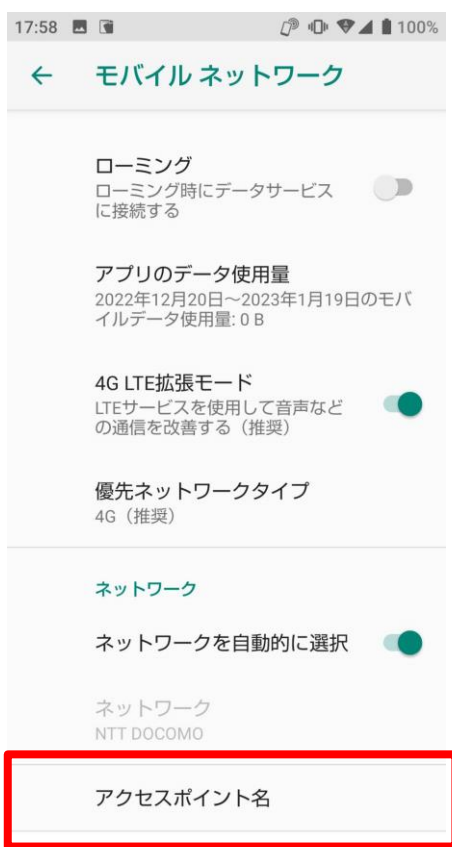 17:58 100%
モバイル ネットワーク
ローミング
ローミング時にデータサービス
に接続する
アプリのデータ使用量
2022年12月20日～2023年1月19日のモバ
イルデータ使用量: 0 B
4G LTE拡張モード
LTEサービスを使用して音声など
の通信を改善する（推奨）
優先ネットワークタイプ
4G（推奨）
ネットワーク
ネットワークを自動的に選択
ネットワーク
NTT DOCOMO
アクセスポイント名